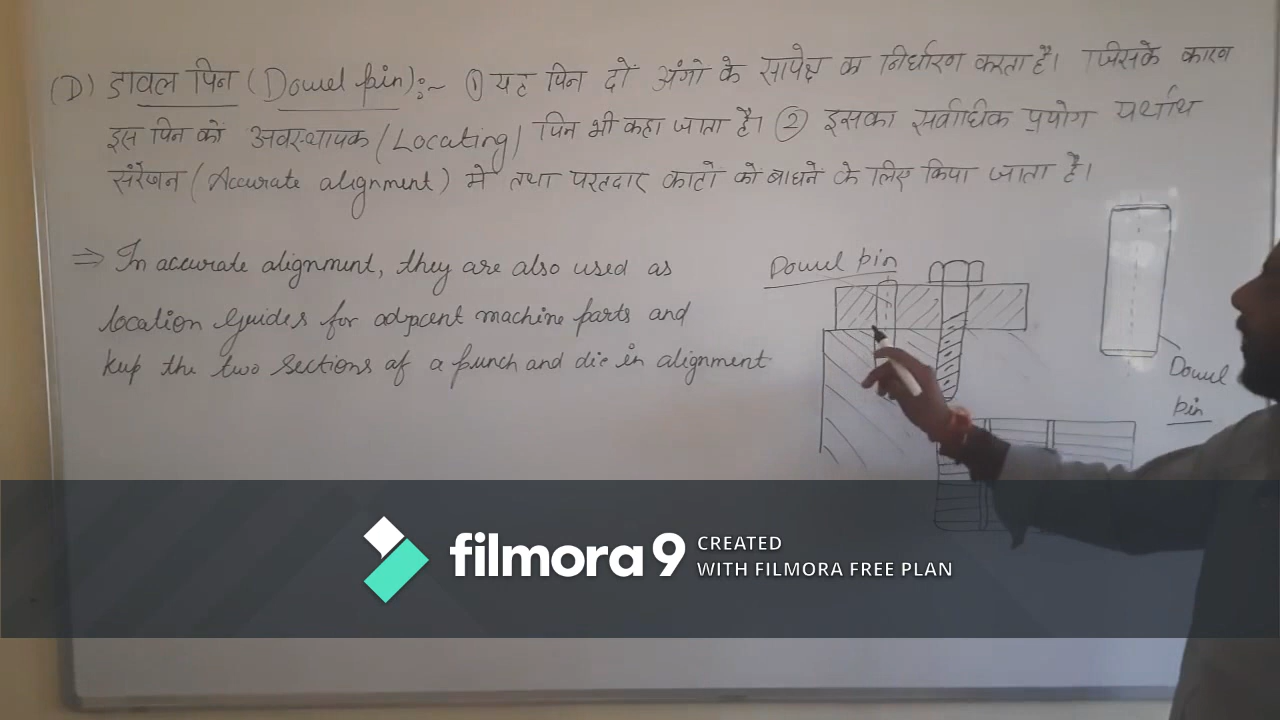 (D) डावल पिन (Dowel pin):~ ① यह पिन दो अंगो के सापेक्ष का निर्धारण करता है। जिसके कारण
इस पिन को अवस्थापक (Locating) पिन भी कहा जाता है। ② इसका सर्वाधिक प्रयोग यर्थाथ
संरेखन (Accurate alignment) मे तथा परतदार काटो को बाधने के लिए किया जाता है।
⇒ In accurate alignment, they are also used as
location guides for adjacent machine parts and
keep the two sections of a punch and die in alignment
Dowel pin
Dowel
pin
filmora 9 CREATED
WITH FILMORA FREE PLAN